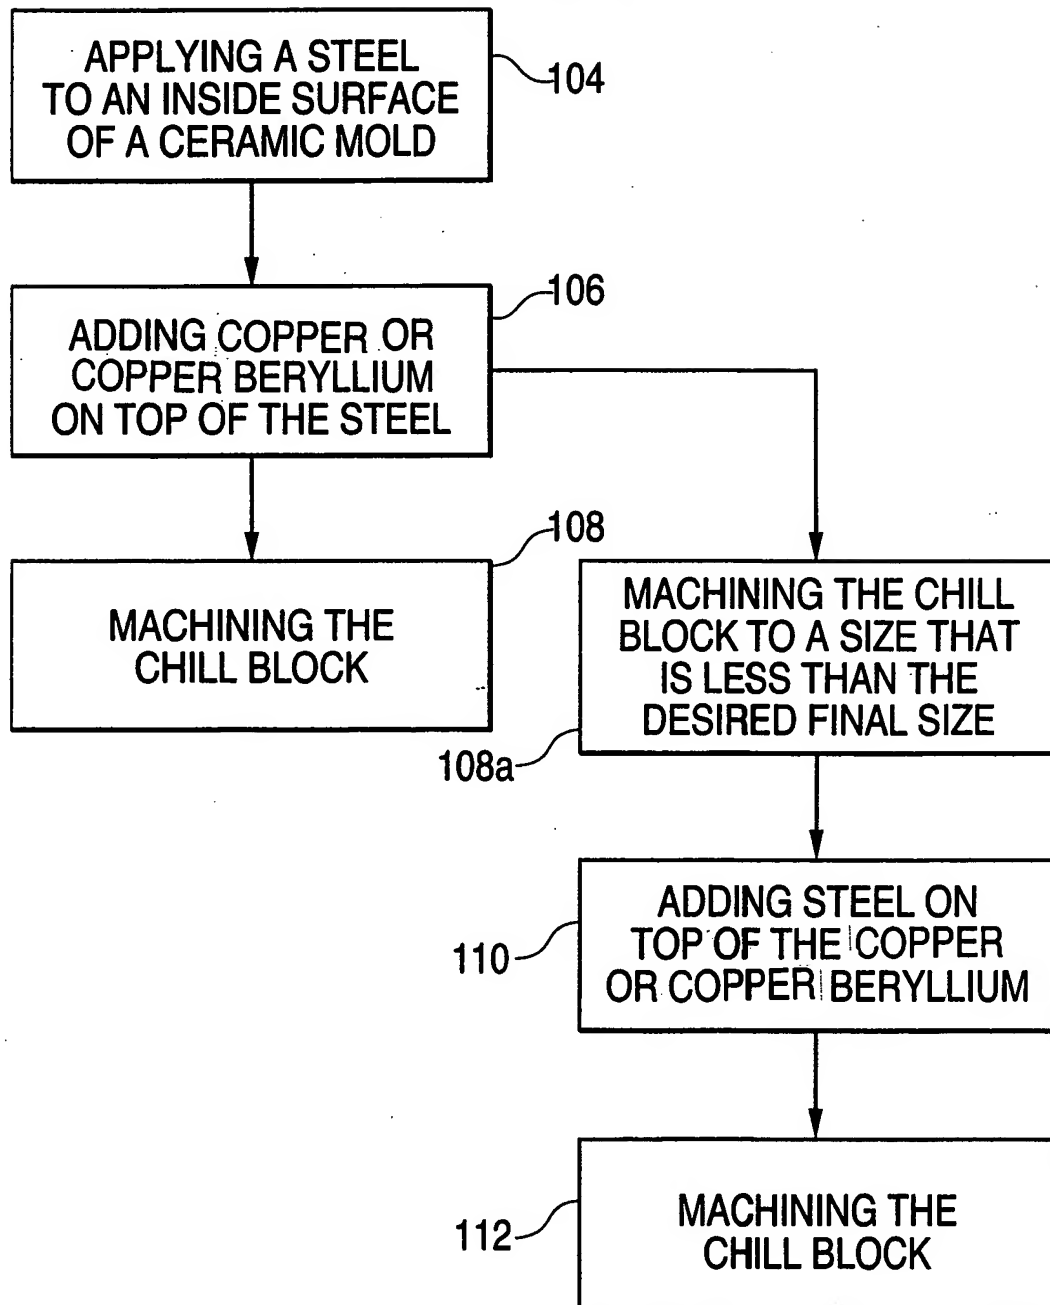 APPLYING A STEEL
TO AN INSIDE SURFACE
OF A CERAMIC MOLD
104
ADDING COPPER OR
COPPER BERYLLIUM
ON TOP OF THE STEEL
106
MACHINING THE
CHILL BLOCK
108
MACHINING THE CHILL
BLOCK TO A SIZE THAT
IS LESS THAN THE
DESIRED FINAL SIZE
108a
ADDING STEEL ON
TOP OF THE COPPER
OR COPPER BERYLLIUM
110
MACHINING THE
CHILL BLOCK
112